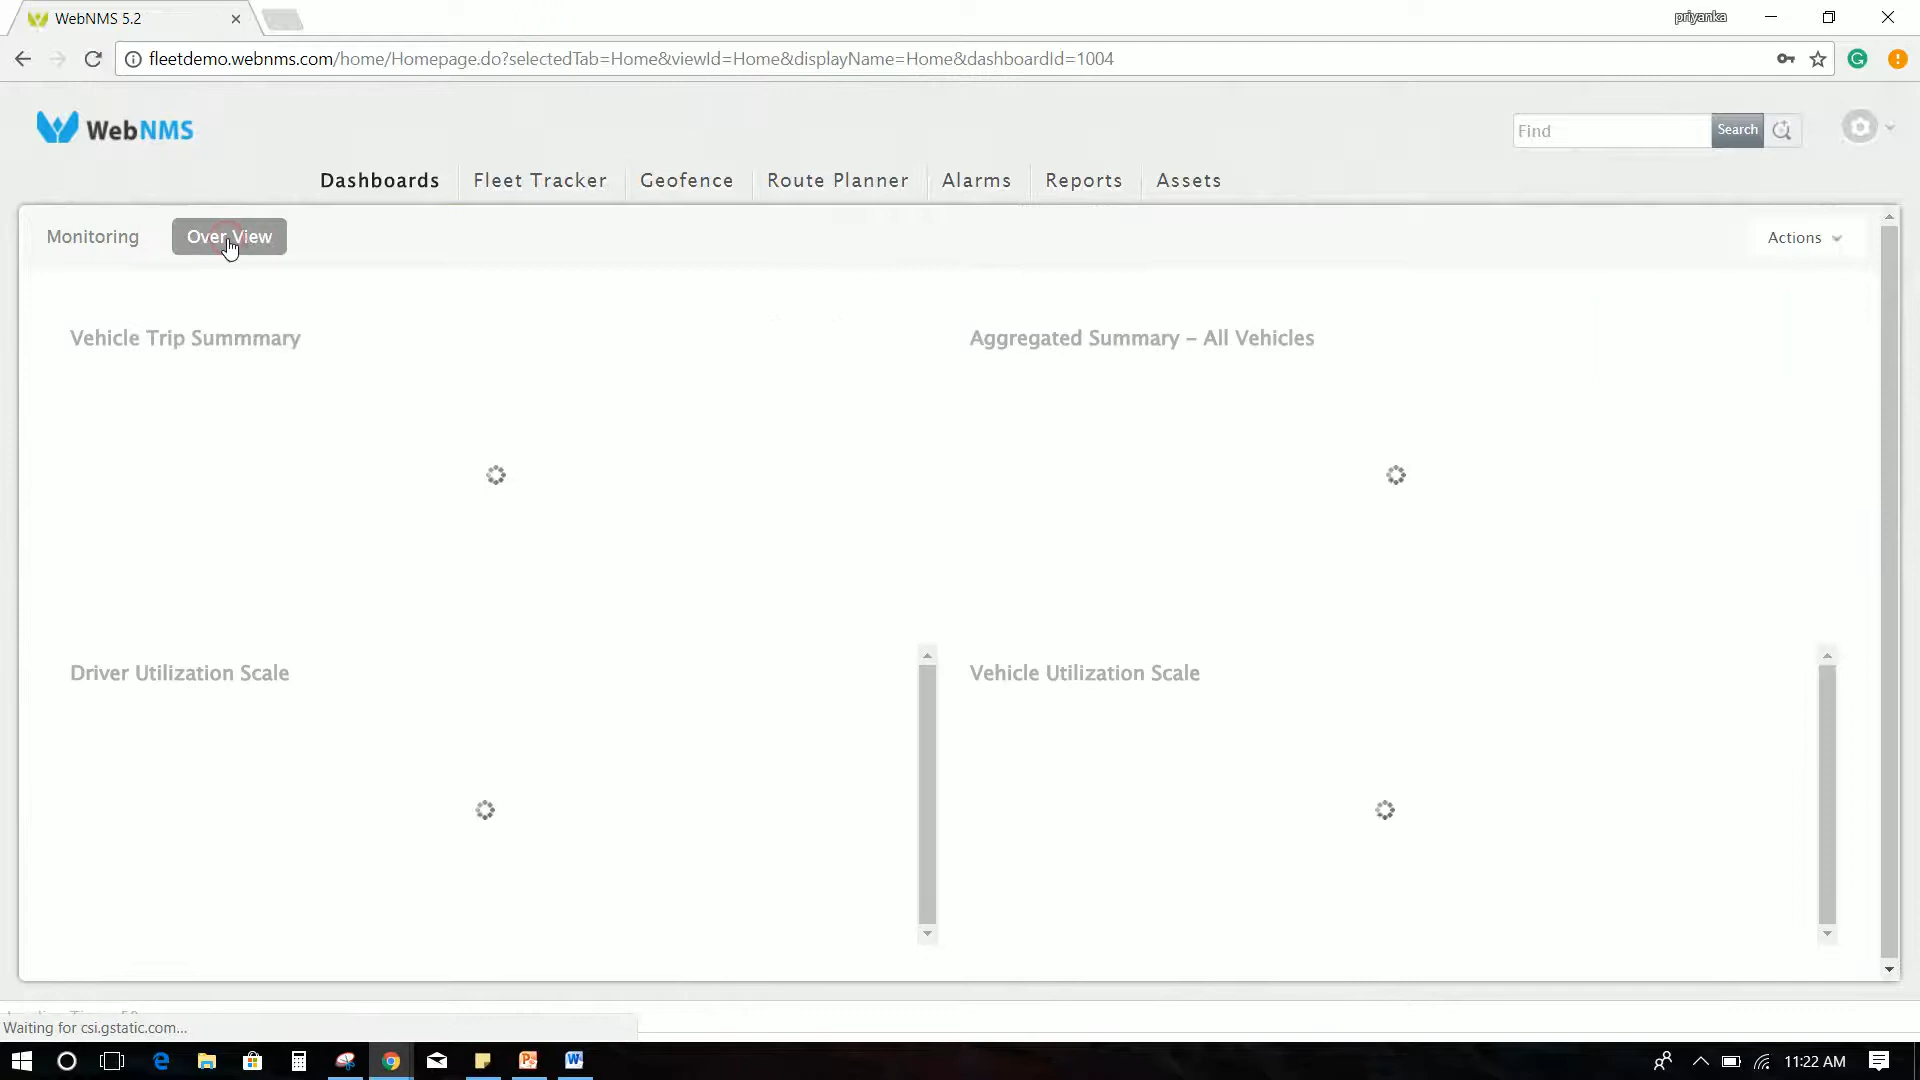 WebNMS 5.2
priyanka
fleetdemo.webnms.com/home/Homepage.do?selectedTab=Home&viewId=Home&displayName=Home&dashboardId=1004
WebNMS
Find
Search
Dashboards
Fleet Tracker
Geofence
Route Planner
Alarms
Reports
Assets
Monitoring
Over View
Actions
Vehicle Trip Summmary
Aggregated Summary - All Vehicles
Driver Utilization Scale
Vehicle Utilization Scale
Waiting for csi.gstatic.com...
11:22 AM